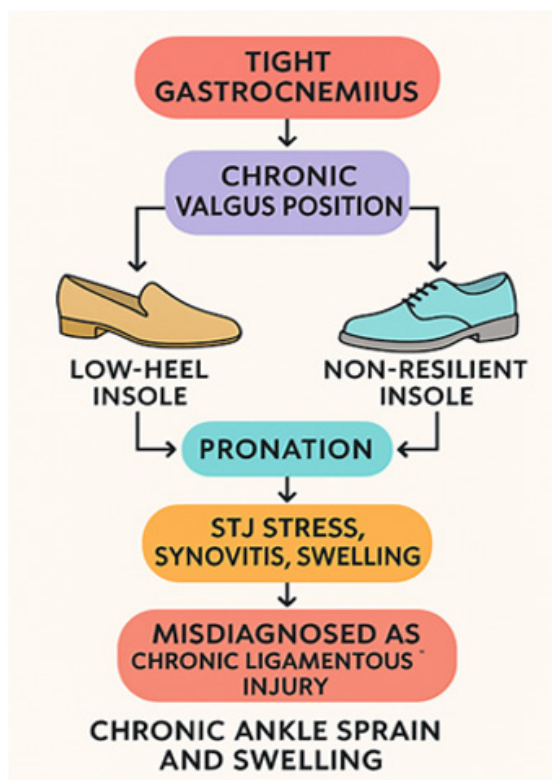 TIGHT
GASTROCNEMIIUS
CHRONIC
VALGUS POSITION
LOW-HEEL
INSOLE
NON-RESILIENT
INSOLE
PRONATION
STJ STRESS,
SYNOVITIS, SWELLING
MISDIAGNOSED AS
CHRONIC LIGAMENTOUS
INJURY
CHRONIC ANKLE SPRAIN
AND SWELLING